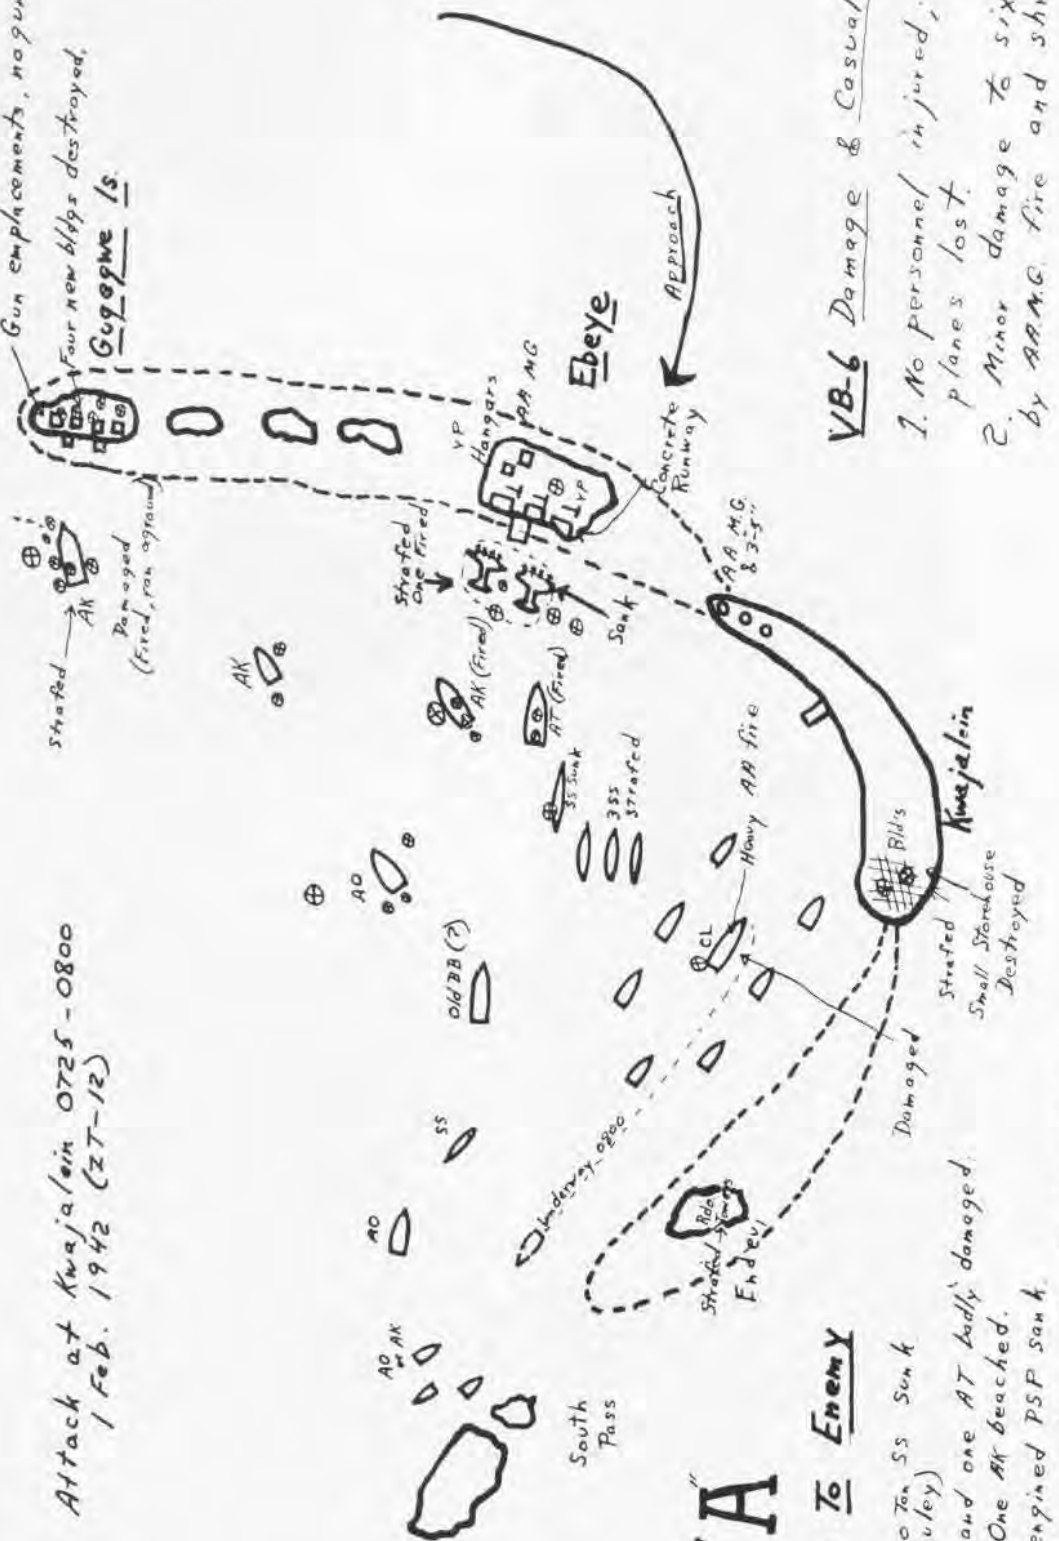 Attack at Kwajalein 0725-0800
1 Feb. 1942 (ZT-12)
Gun emplacements, no gun
Four new bldgs destroyed.
Gugegwe Is.
Strafed
AK
Damaged
(Fired, ran aground)
AK
VP
Hangars
AA MG
VP
Ebeye
Approach
Concrete
Runway
Strafed
One Fired
Sank
AK (Fired)
AT (Fired)
SS Sunk
3SS
Strafed
AO
Old BB (?)
SS
AO
AO
or AK
South
Pass
CL
Heavy AA fire
Underway 0800
Damaged
AA M.G.
& 3-5"
Bld's
Kwajalein
Strafed
Small Storehouse
Destroyed
Rdo.
Towers
Strafed
VB-6 Damage & Casual
1. No personnel injured,
planes lost.
2. Minor damage to six
by AA.M.G. fire and
A"
To Enemy
Ton SS Sunk
and one AT badly damaged.
One AK beached.
engined PSP sank.